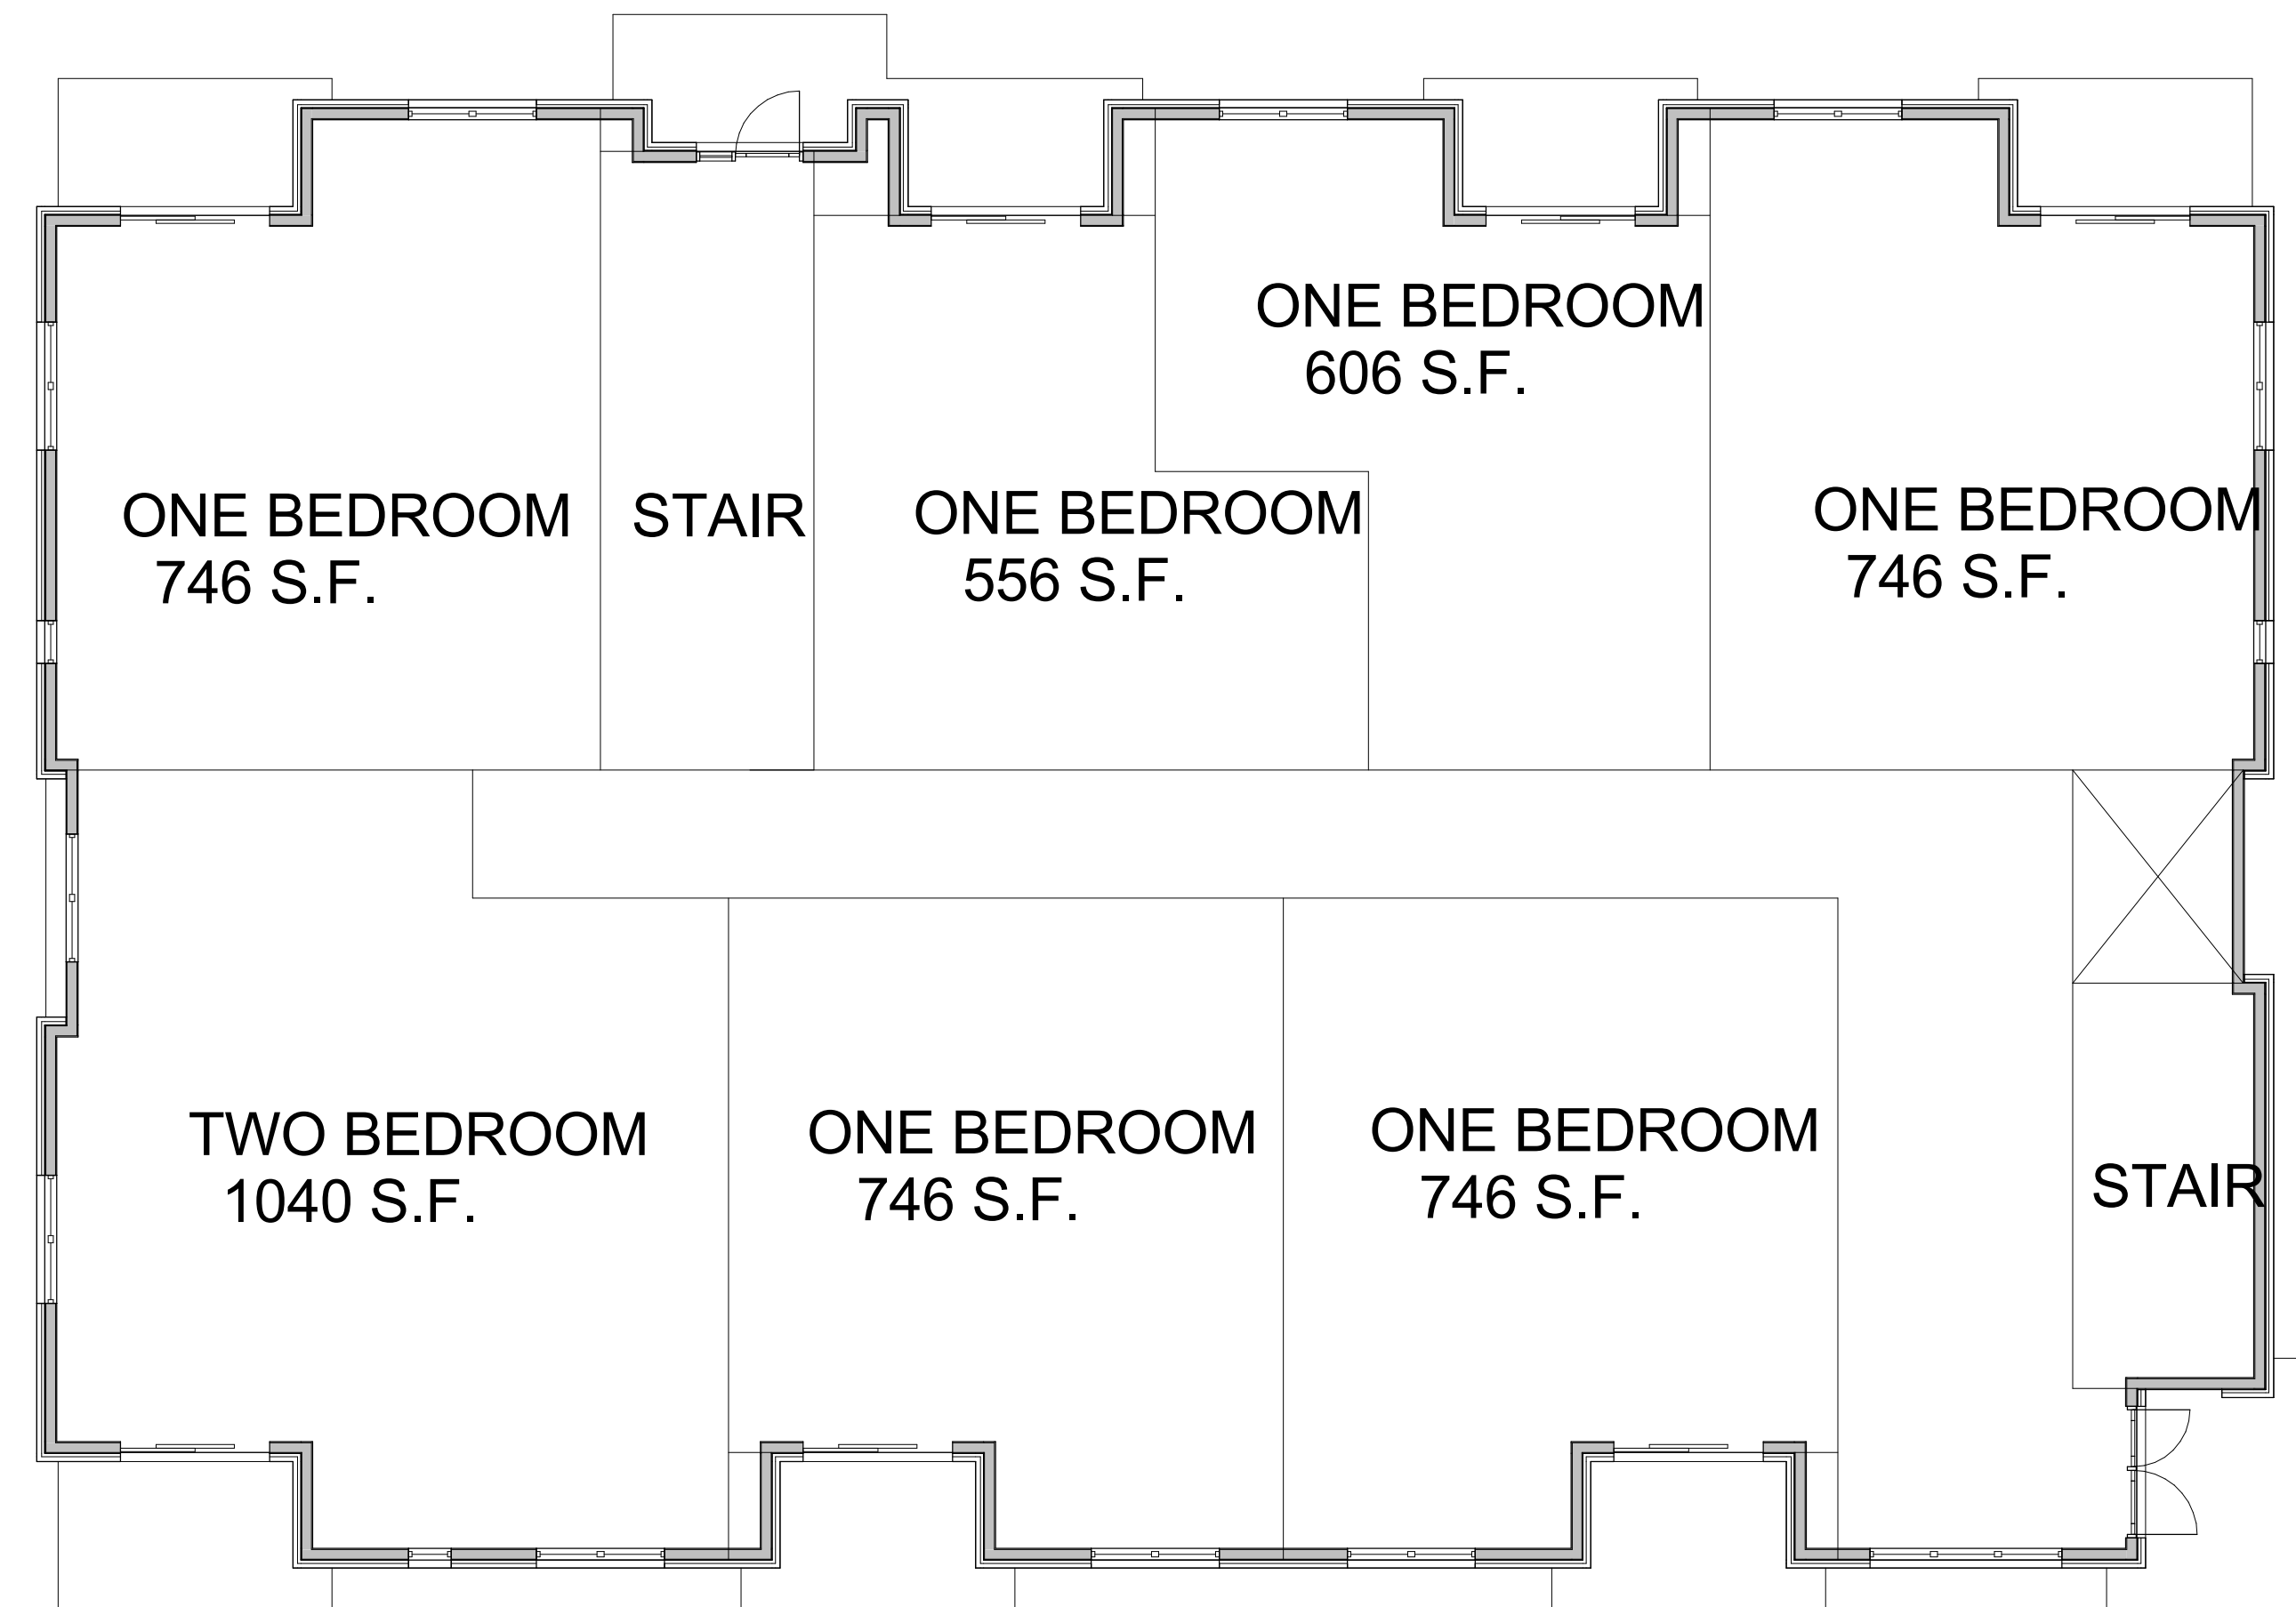 ONE BEDROOM
606 S.F.
ONE BEDROOM
746 S.F.
STAIR
ONE BEDROOM
556 S.F.
ONE BEDROOM
746 S.F.
TWO BEDROOM
1040 S.F.
ONE BEDROOM
746 S.F.
ONE BEDROOM
746 S.F.
STAIR